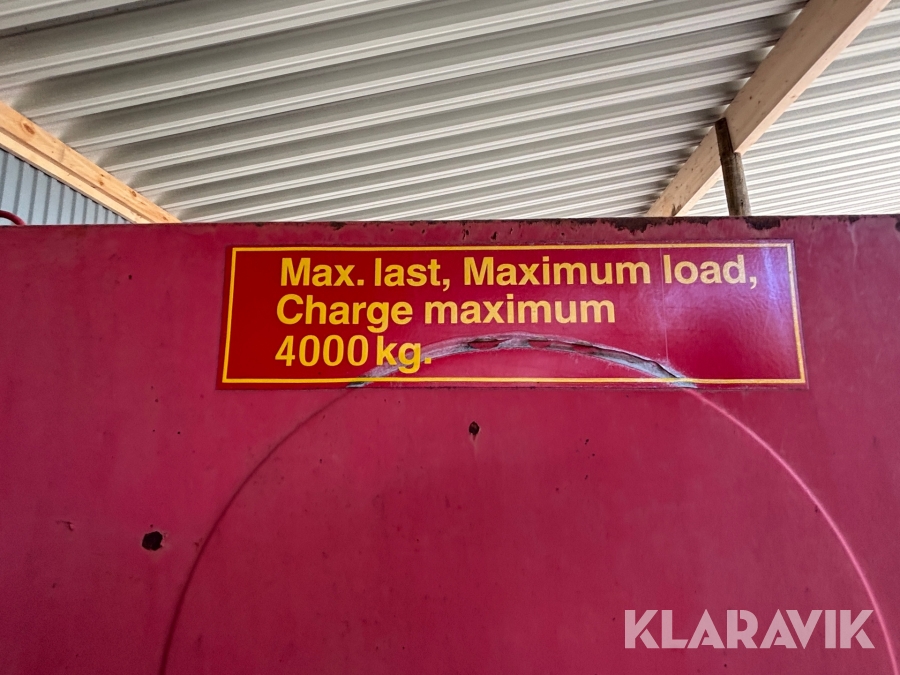 Max. last, Maximum load,
Charge maximum
4000 kg.
KLARAVIK